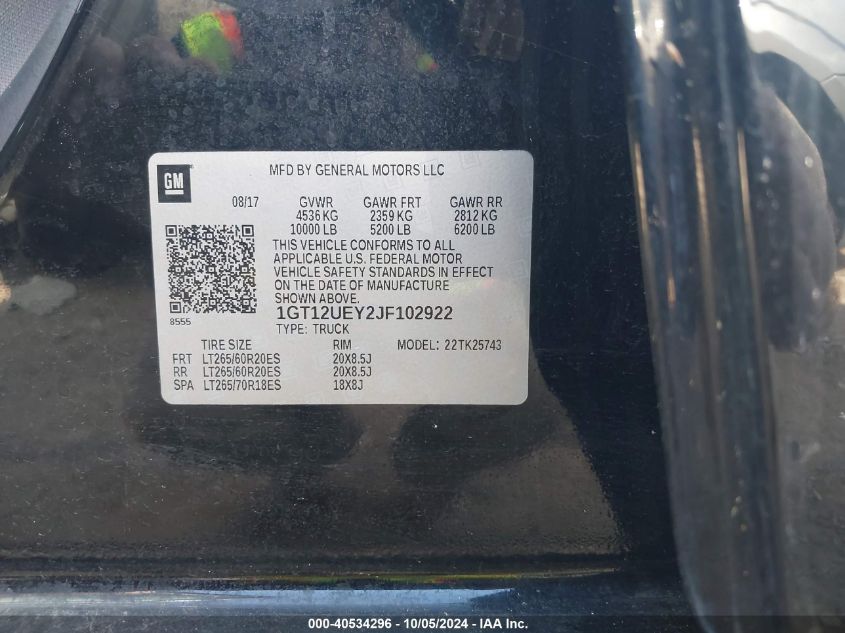 GM
MFD BY GENERAL MOTORS LLC
08/17 GVWR GAWR FRT GAWR RR
4536 KG 2359 KG 2812 KG
10000 LB 5200 LB 6200 LB
THIS VEHICLE CONFORMS TO ALL
APPLICABLE U.S. FEDERAL MOTOR
VEHICLE SAFETY STANDARDS IN EFFECT
ON THE DATE OF MANUFACTURE
SHOWN ABOVE.
8555
1GT12UEY2JF102922
TYPE: TRUCK
TIRE SIZE RIM MODEL: 22TK25743
FRT LT265/60R20ES 20X8.5J
RR LT265/60R20ES 20X8.5J
SPA LT265/70R18ES 18X8J
000-40534296 - 10/05/2024 - IAA Inc.